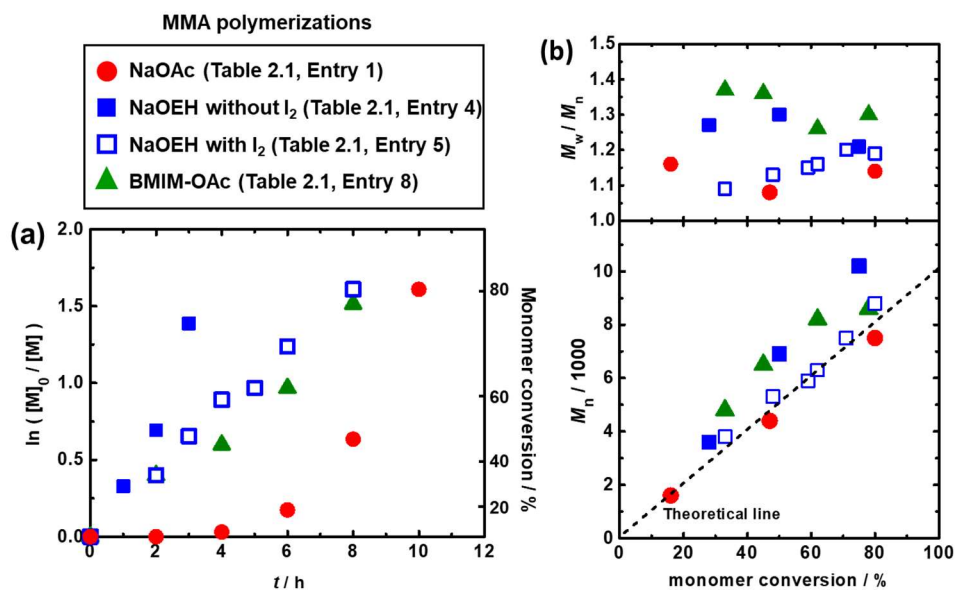 MMA polymerizations
NaOAc (Table 2.1, Entry 1)
NaOEH without I₂ (Table 2.1, Entry 4)
NaOEH with I₂ (Table 2.1, Entry 5)
BMIM-OAc (Table 2.1, Entry 8)
(a)
2.0
1.5
1.0
0.5
0.0
ln ( [M]₀ / [M] )
80
60
40
20
Monomer conversion / %
0 2 4 6 8 10 12
t / h
(b)
1.5
1.4
1.3
1.2
1.1
1.0
Mw / Mn
10
8
6
4
2
0
Mn / 1000
Theoretical line
0 20 40 60 80 100
monomer conversion / %